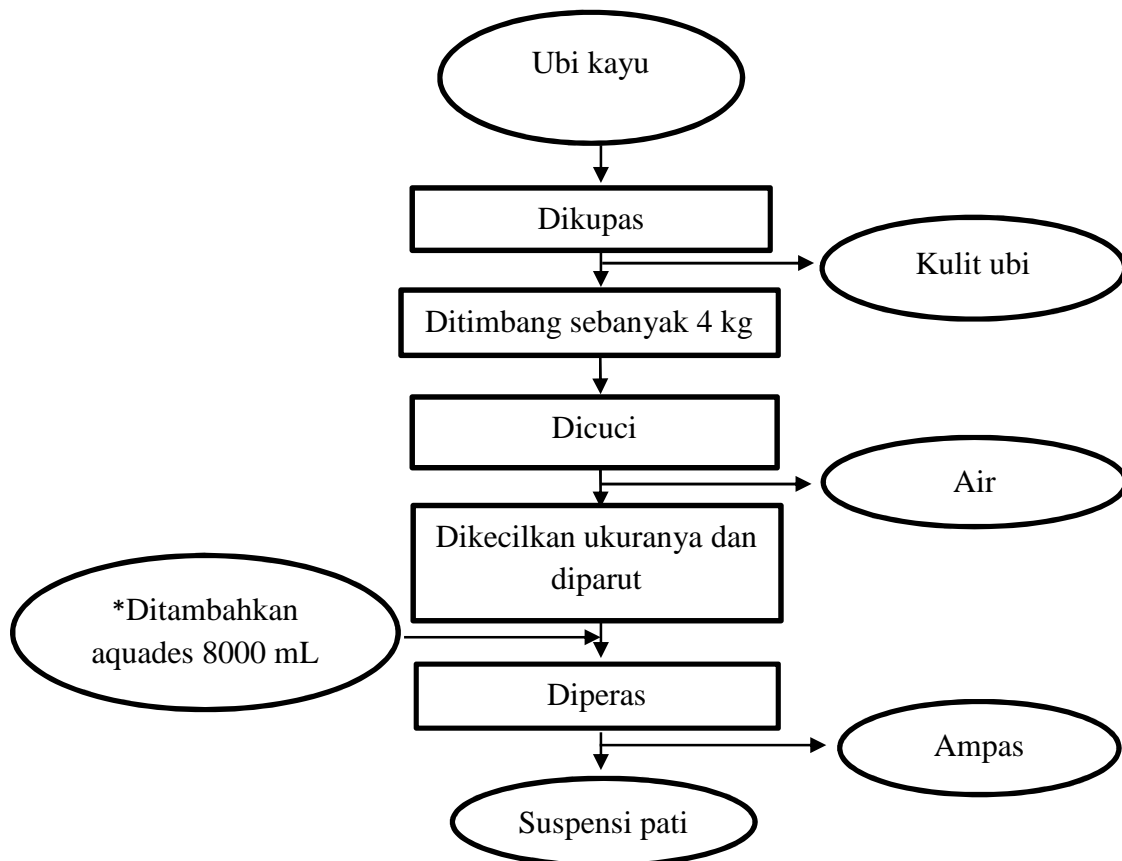 Ubi kayu
Dikupas
Kulit ubi
Ditimbang sebanyak 4 kg
Dicuci
Air
Dikecilkan ukuranya dan
diparut
*Ditambahkan
aquades 8000 mL
Diperas
Ampas
Suspensi pati